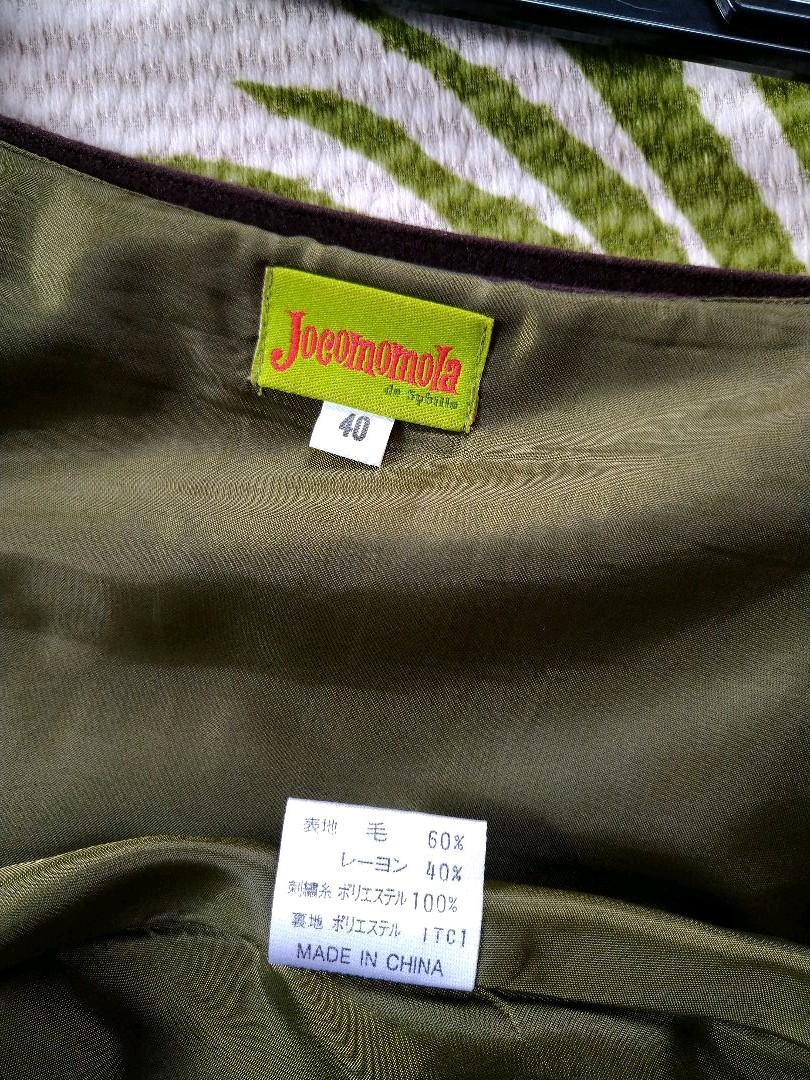 Jocomomola
de Sybilla
40
表地 毛 60%
レーヨン 40%
刺繍糸 ポリエステル 100%
裏地 ポリエステル ITC1
MADE IN CHINA